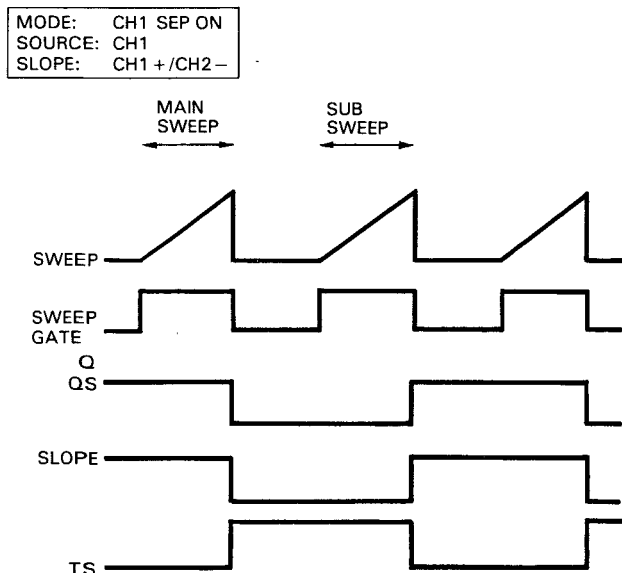 MODE: CH1 SEP ON
SOURCE: CH1
SLOPE: CH1 +/CH2 −
MAIN SWEEP
SUB SWEEP
SWEEP
SWEEP GATE
Q
QS
SLOPE
TS